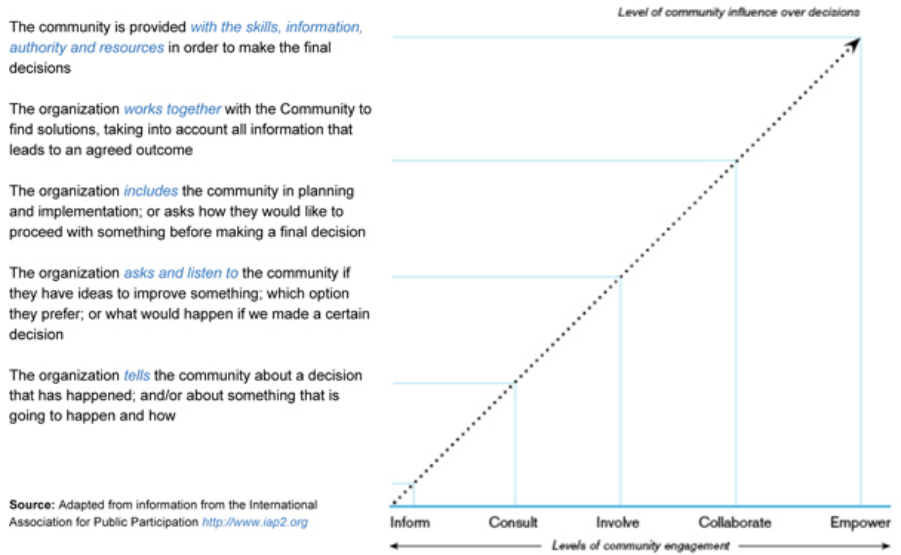 Level of community influence over decisions
The community is provided with the skills, information,
authority and resources in order to make the final
decisions
The organization works together with the Community to
find solutions, taking into account all information that
leads to an agreed outcome
The organization includes the community in planning
and implementation; or asks how they would like to
proceed with something before making a final decision
The organization asks and listen to the community if
they have ideas to improve something; which option
they prefer; or what would happen if we made a certain
decision
The organization tells the community about a decision
that has happened; and/or about something that is
going to happen and how
Source: Adapted from information from the International
Association for Public Participation http://www.iap2.org
Inform Consult Involve Collaborate Empower
Levels of community engagement